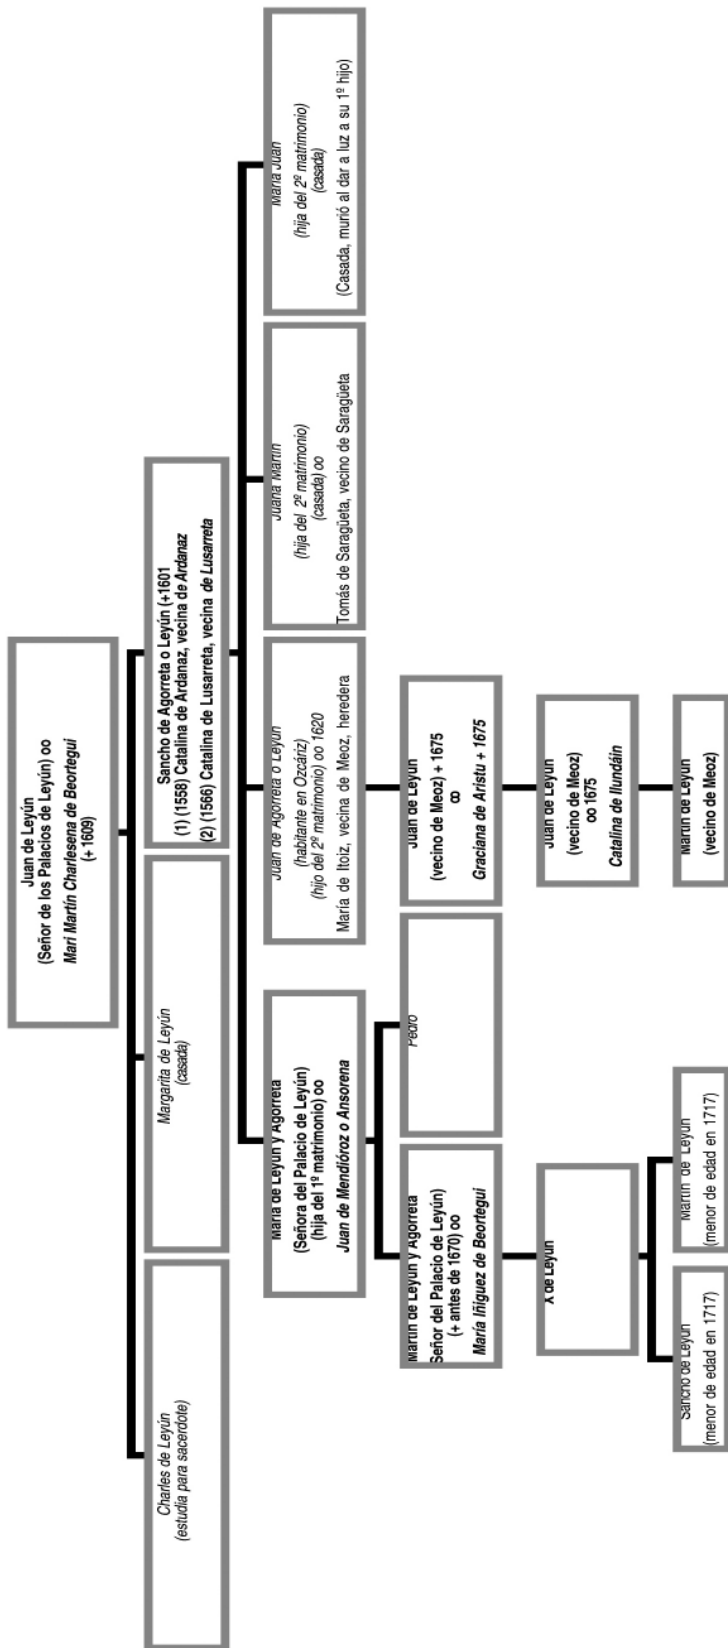 Juan de Leyún
(Señor de los Palacios de Leyún) oo
Mari Martín Charlesena de Beortegui
(+ 1609)
Charles de Leyún
(estudia para sacerdote)
Margarita de Leyún
(casada)
Sancho de Agorreta o Leyún (+1601
(1) (1558) Catalina de Ardanaz, vecina de Ardanaz
(2) (1566) Catalina de Lusarreta, vecina de Lusarreta
María de Leyún y Agorreta
(Señora del Palacio de Leyún)
(hija del 1º matrimonio) oo
Juan de Mendióroz o Ansorena
Juan de Agorreta o Leyún
(habitante en Ozcáriz)
(hijo del 2º matrimonio) oo 1620
María de Itoiz, vecina de Meoz, heredera
Juana Martín
(hija del 2º matrimonio)
(casada) oo
Tomás de Saragüeta, vecino de Saragüeta
María Juan
(hija del 2º matrimonio)
(casada)
(Casada, murió al dar a luz a su 1º hijo)
Martín de Leyún y Agorreta
Señor del Palacio de Leyún)
(+ antes de 1670) oo
María Iñiguez de Beortegui
Pedro
Juan de Leyún
(vecino de Meoz) + 1675
oo
Graciana de Aristu + 1675
X de Leyún
Juan de Leyún
(vecino de Meoz)
oo 1675
Catalina de Ilundáin
Sancho de Leyún
(menor de edad en 1717)
Martín de Leyún
(menor de edad en 1717)
Martín de Leyún
(vecino de Meoz)